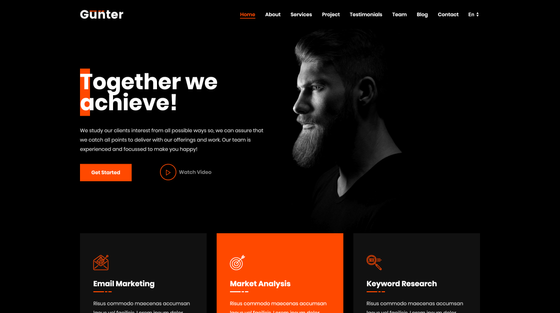 Gunter
Home About Services Project Testimonials Team Blog Contact En
Together we
achieve!
We study our clients interest from all possible ways so, we can assure that
we catch all points to deliver with our offerings and work. Our team is
experienced and focussed to make you happy!
Get Started
Watch Video
Email Marketing
Market Analysis
Keyword Research
Risus commodo maecenas accumsan
Risus commodo maecenas accumsan
Risus commodo maecenas accumsan